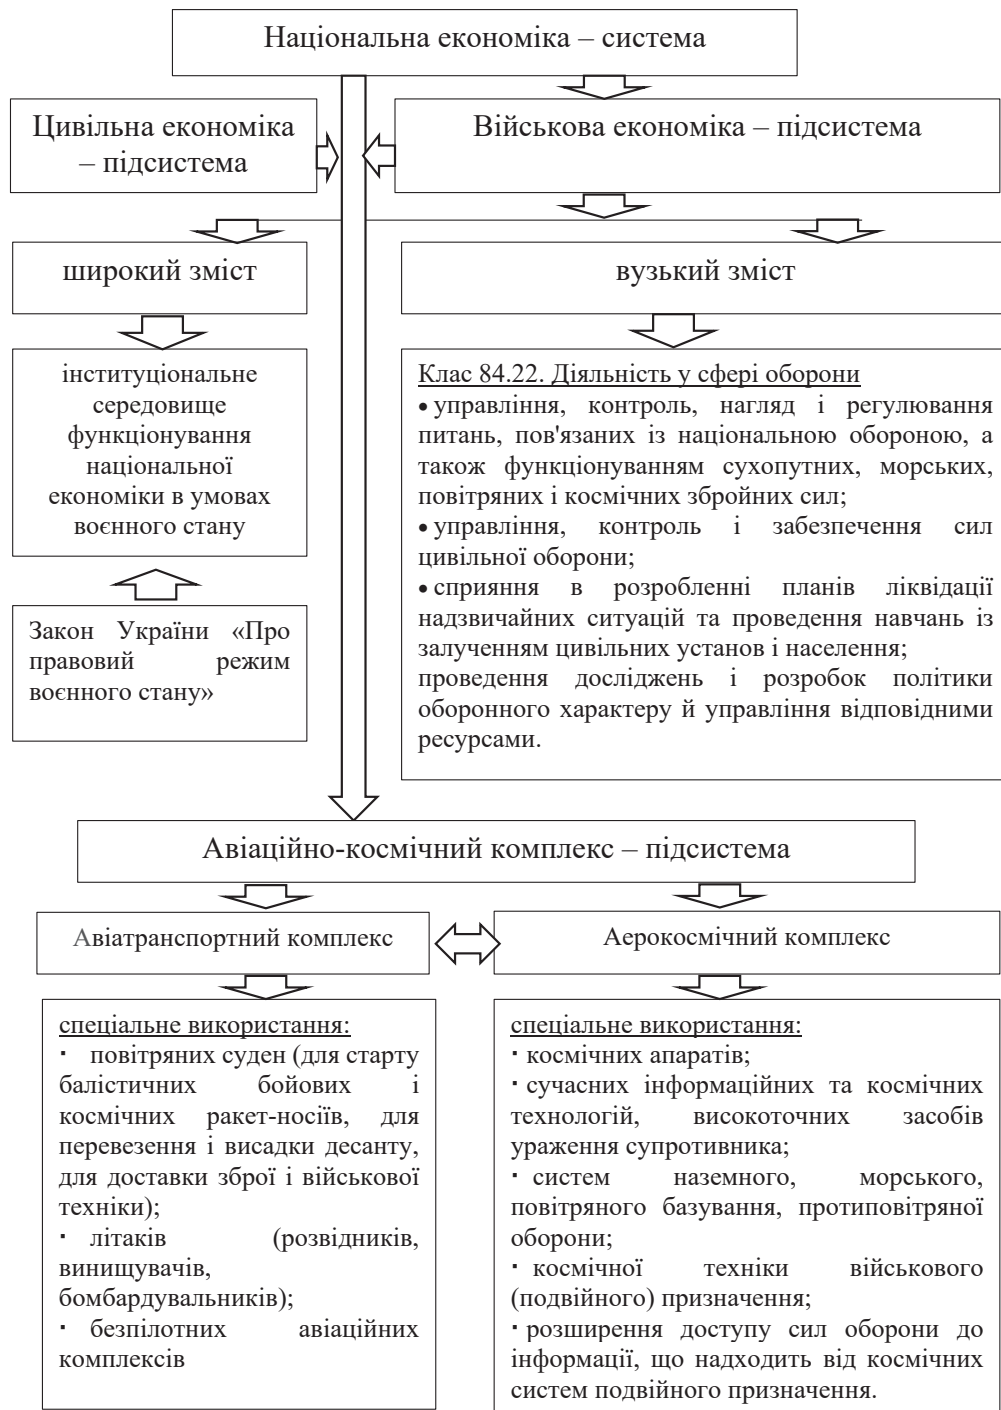 Національна економіка – система
Цивільна економіка
– підсистема
Військова економіка – підсистема
широкий зміст
вузький зміст
інституціональне
середовище
функціонування
національної
економіки в умовах
воєнного стану
Закон України «Про
правовий режим
воєнного стану»
Клас 84.22. Діяльність у сфері оборони
• управління, контроль, нагляд і регулювання
питань, пов'язаних із національною обороною, а
також функціонуванням сухопутних, морських,
повітряних і космічних збройних сил;
• управління, контроль і забезпечення сил
цивільної оборони;
• сприяння в розробленні планів ліквідації
надзвичайних ситуацій та проведення навчань із
залученням цивільних установ і населення;
проведення досліджень і розробок політики
оборонного характеру й управління відповідними
ресурсами.
Авіаційно-космічний комплекс – підсистема
Авіатранспортний комплекс
Аерокосмічний комплекс
спеціальне використання:
· повітряних суден (для старту
балістичних бойових і
космічних ракет-носіїв, для
перевезення і висадки десанту,
для доставки зброї і військової
техніки);
· літаків (розвідників,
винищувачів,
бомбардувальників);
· безпілотних авіаційних
комплексів
спеціальне використання:
· космічних апаратів;
· сучасних інформаційних та космічних
технологій, високоточних засобів
ураження супротивника;
· систем наземного, морського,
повітряного базування, протиповітряної
оборони;
· космічної техніки військового
(подвійного) призначення;
· розширення доступу сил оборони до
інформації, що надходить від космічних
систем подвійного призначення.